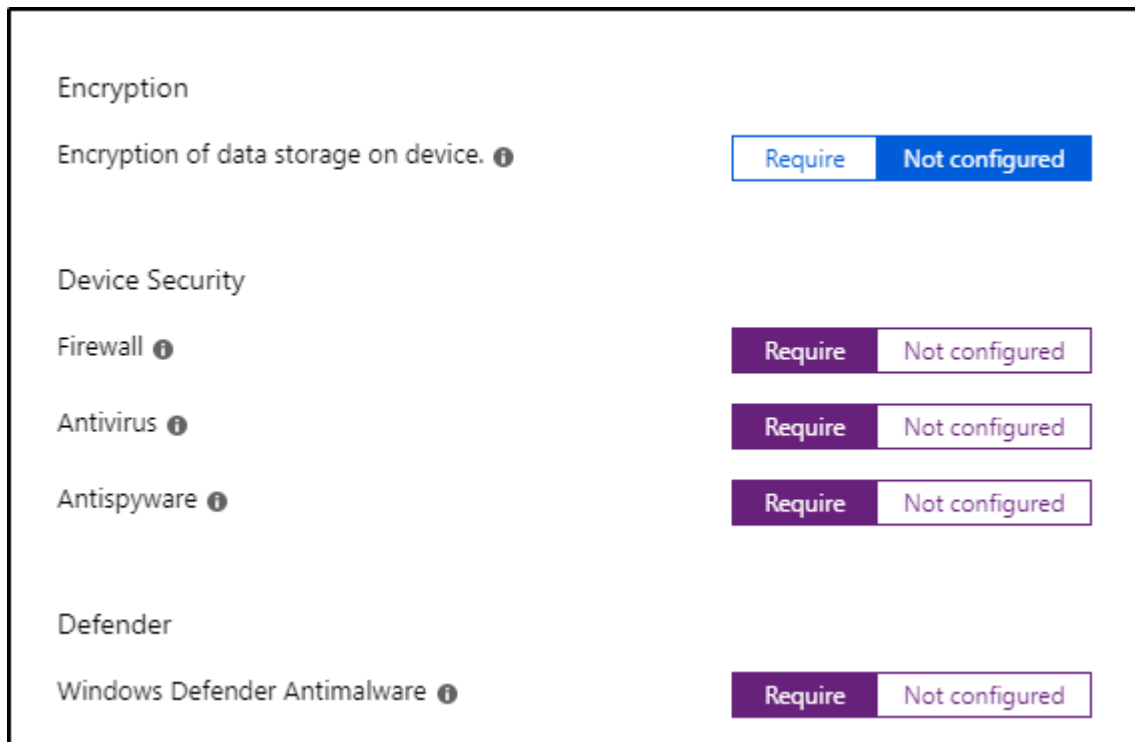 Encryption
Encryption of data storage on device. Require Not configured
Device Security
Firewall Require Not configured
Antivirus Require Not configured
Antispyware Require Not configured
Defender
Windows Defender Antimalware Require Not configured